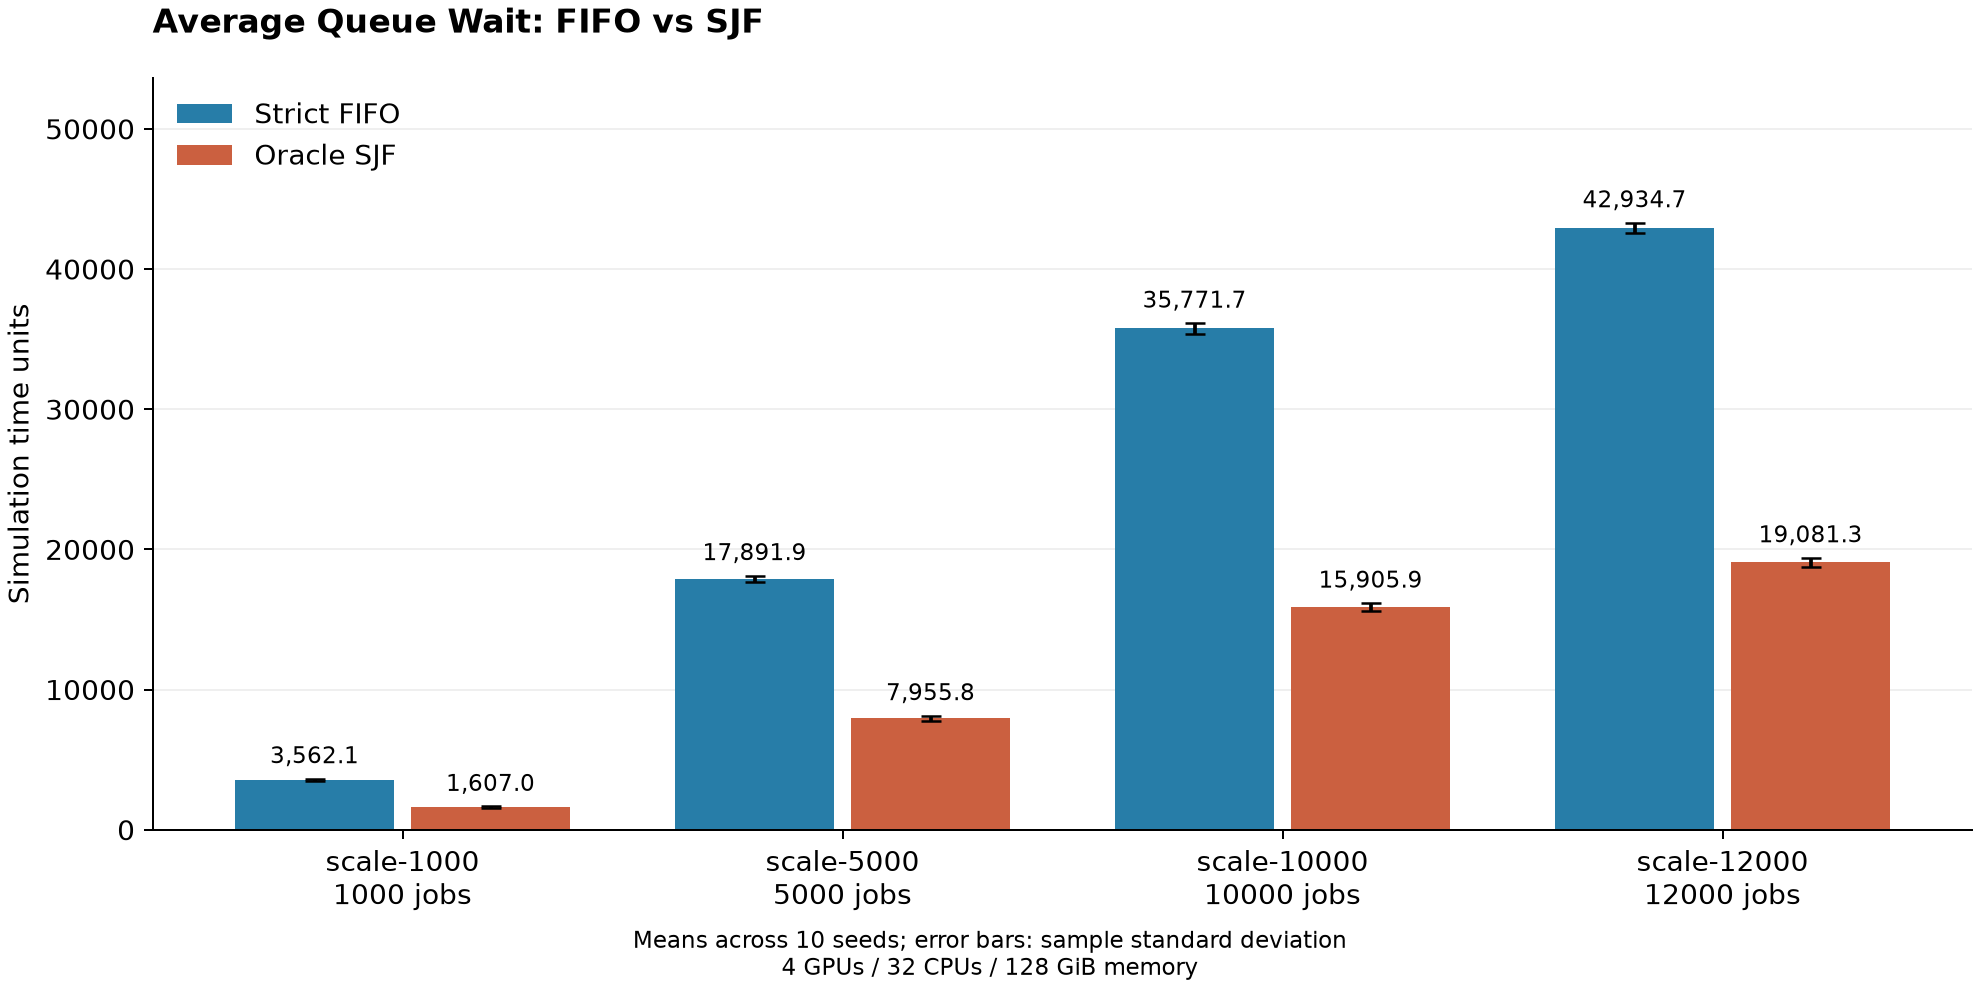 Average Queue Wait: FIFO vs SJF
Strict FIFO
Oracle SJF
Simulation time units
50000
40000
30000
20000
10000
0
3,562.1
1,607.0
17,891.9
7,955.8
35,771.7
15,905.9
42,934.7
19,081.3
scale-1000
1000 jobs
scale-5000
5000 jobs
scale-10000
10000 jobs
scale-12000
12000 jobs
Means across 10 seeds; error bars: sample standard deviation
4 GPUs / 32 CPUs / 128 GiB memory